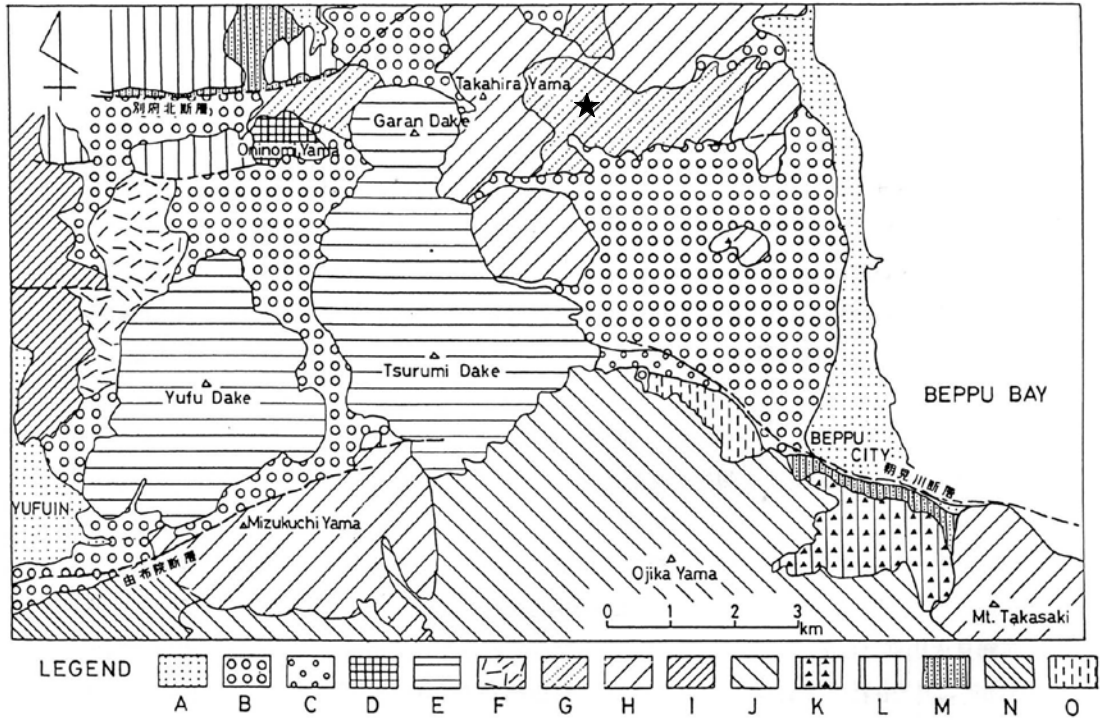 Takahira Yama
別府北断層
Garan Dake
Oninomi Yama
Tsurumi Dake
Yufu Dake
BEPPU BAY
BEPPU
CITY
朝見川断層
YUFUIN
Mizukuchi Yama
由布院断層
Ojika Yama
0 1 2 3
km
Mt. Takasaki
LEGEND
A B C D E F G H I J K L M N O